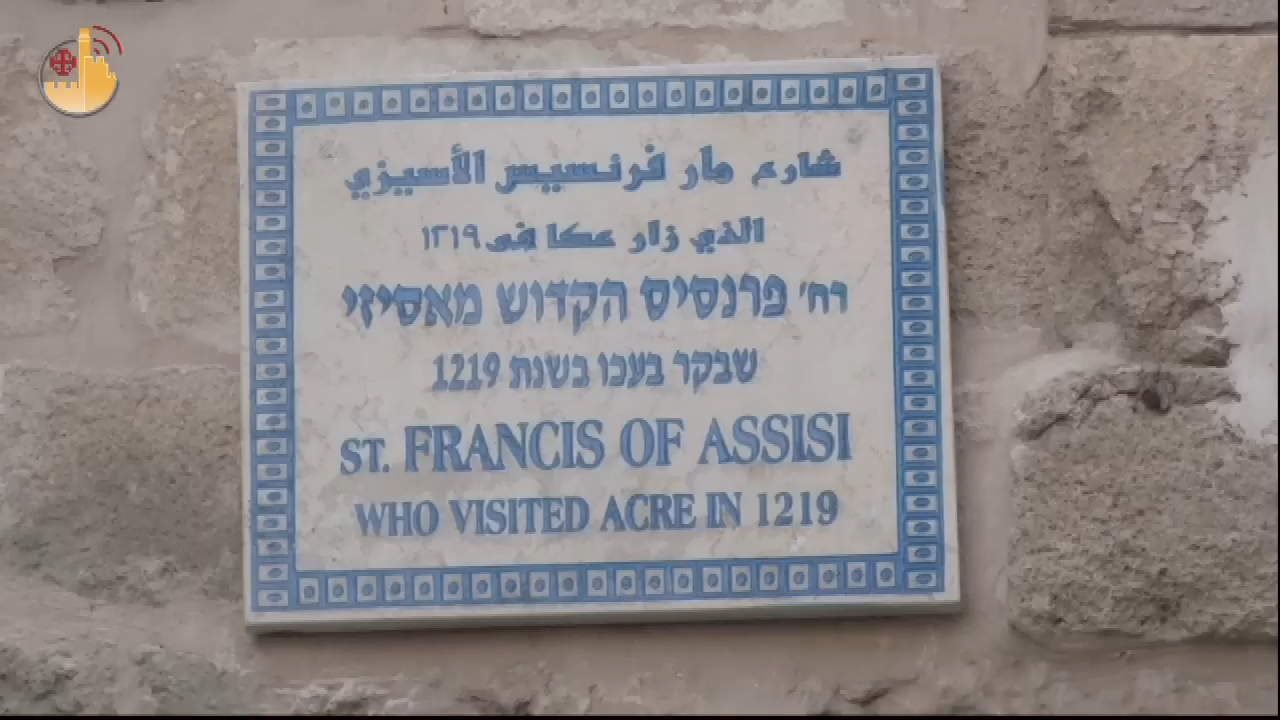 شارع مار فرنسيس الأسيزي
الذي زار عكا في ١٢١٩
רח' פרנסיס הקדוש מאסיזי
שבקר בעכו בשנת 1219
ST. FRANCIS OF ASSISI
WHO VISITED ACRE IN 1219